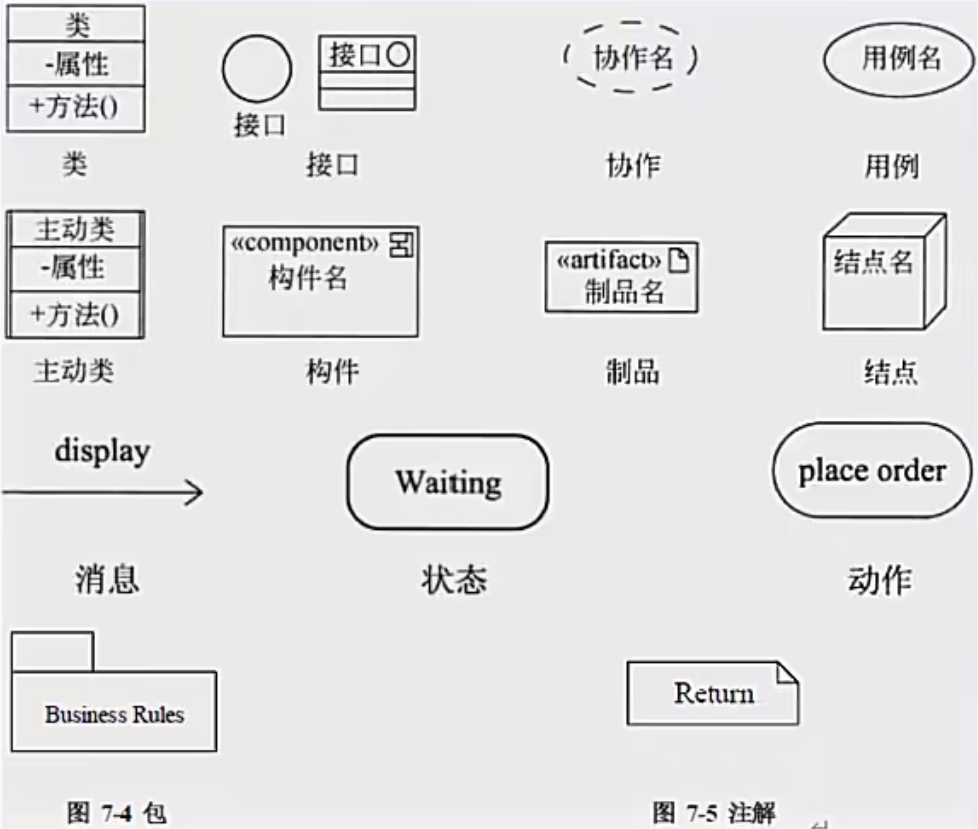 类
-属性
+方法()
类
接口
接口
接口
协作名
协作
用例名
用例
主动类
-属性
+方法()
主动类
«component»
构件名
构件
«artifact»
制品名
制品
结点名
结点
display
消息
Waiting
状态
place order
动作
Business Rules
图 7-4 包
Return
图 7-5 注解